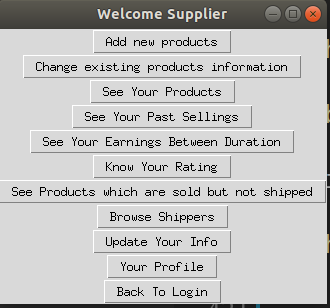 Welcome Supplier
Add new products
Change existing products information
See Your Products
See Your Past Sellings
See Your Earnings Between Duration
Know Your Rating
See Products which are sold but not shipped
Browse Shippers
Update Your Info
Your Profile
Back To Login